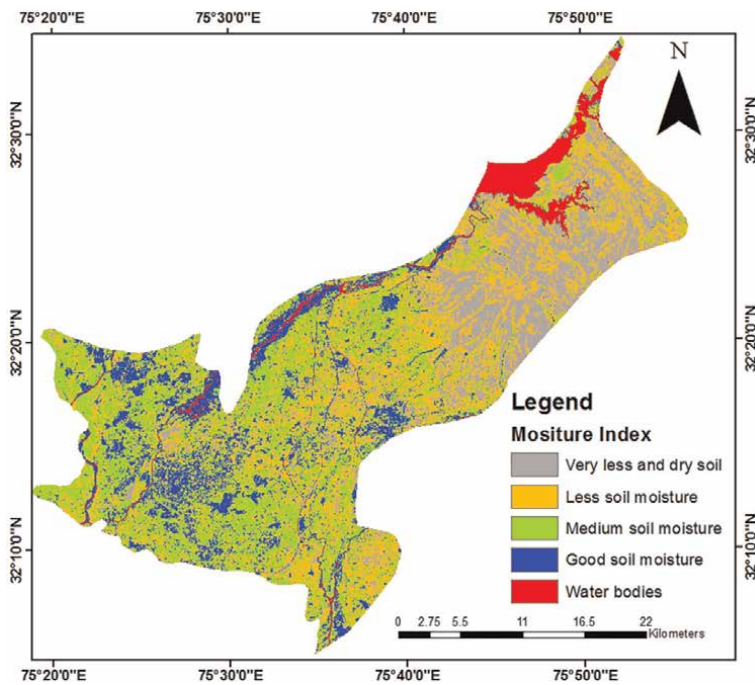 75°20'0"E 75°30'0"E 75°40'0"E 75°50'0"E
N
32°30'0"N 32°30'0"N
32°20'0"N 32°20'0"N
32°10'0"N 32°10'0"N
Legend
Mositure Index
Very less and dry soil
Less soil moisture
Medium soil moisture
Good soil moisture
Water bodies
0 2.75 5.5 11 16.5 22
Kilometers
75°20'0"E 75°30'0"E 75°40'0"E 75°50'0"E